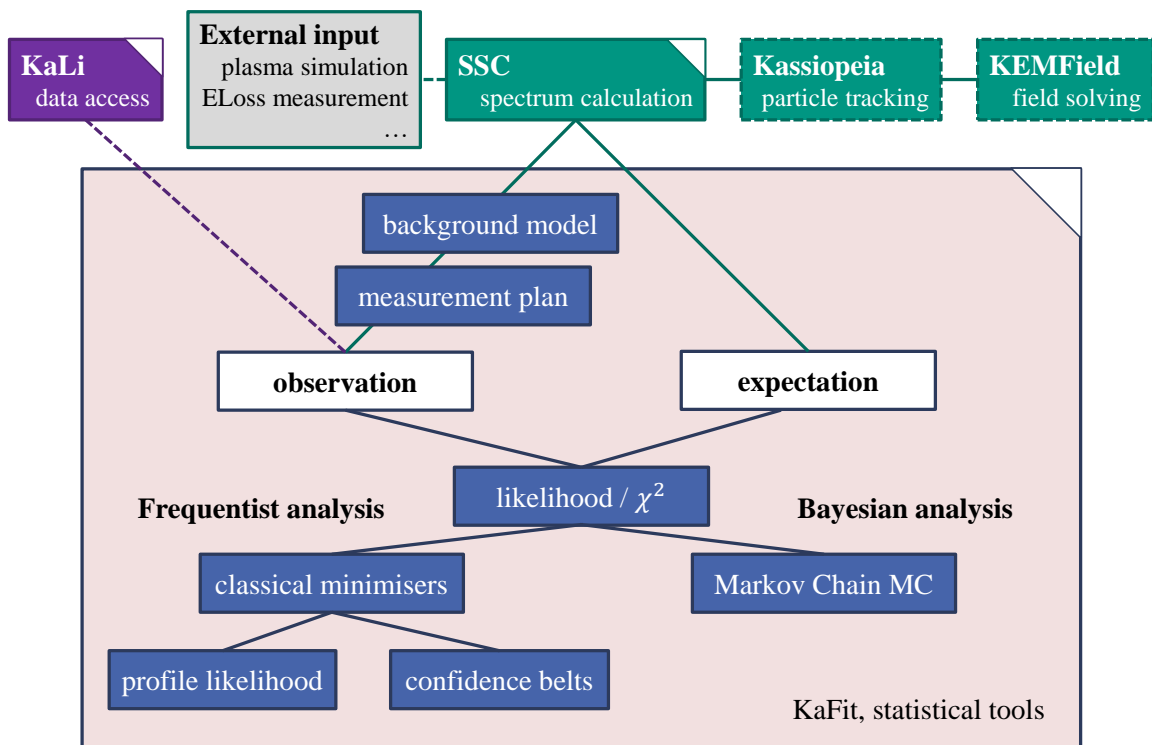 KaLi
data access
External input
plasma simulation
ELoss measurement
…
SSC
spectrum calculation
Kassiopeia
particle tracking
KEMField
field solving
background model
measurement plan
observation
expectation
likelihood / χ²
Frequentist analysis
Bayesian analysis
classical minimisers
Markov Chain MC
profile likelihood
confidence belts
KaFit, statistical tools